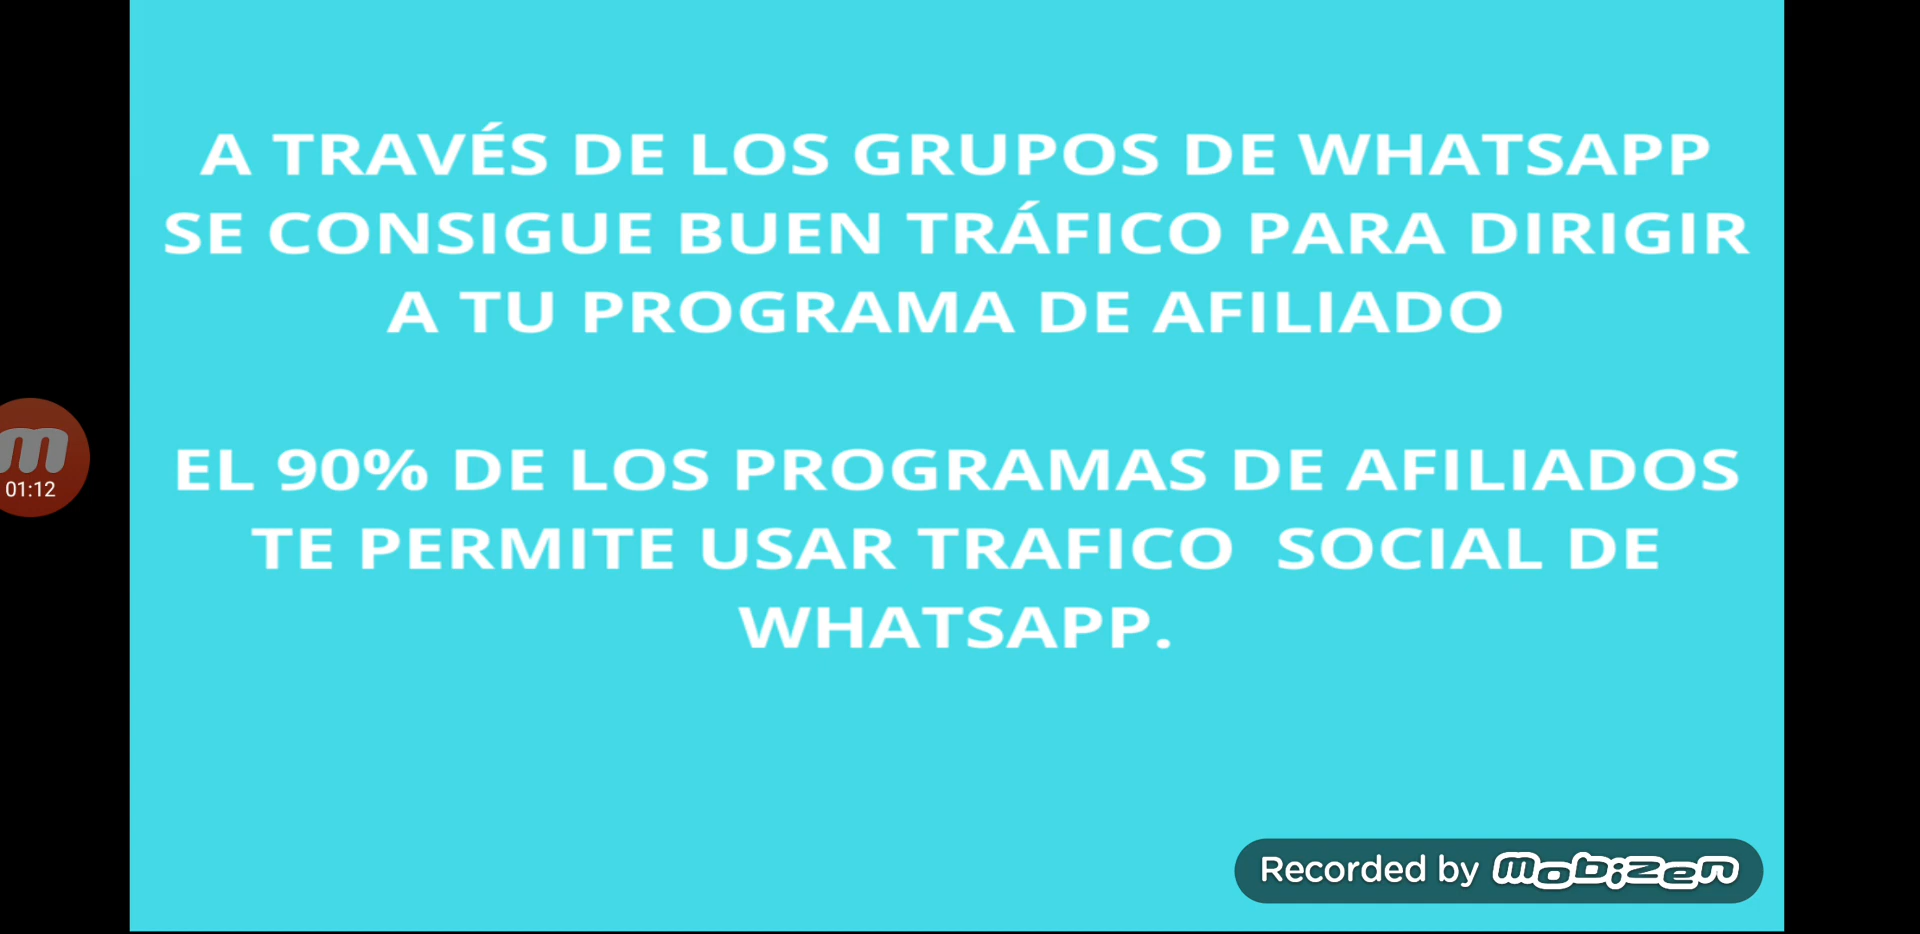 A TRAVÉS DE LOS GRUPOS DE WHATSAPP
SE CONSIGUE BUEN TRÁFICO PARA DIRIGIR
A TU PROGRAMA DE AFILIADO
EL 90% DE LOS PROGRAMAS DE AFILIADOS
TE PERMITE USAR TRAFICO SOCIAL DE
WHATSAPP.
m
01:12
Recorded by mobizen